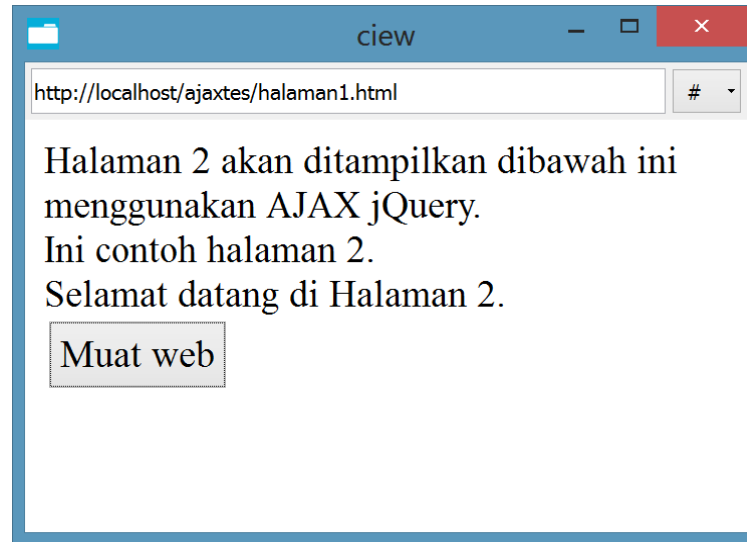 ciew
http://localhost/ajaxtes/halaman1.html
#
Halaman 2 akan ditampilkan dibawah ini
menggunakan AJAX jQuery.
Ini contoh halaman 2.
Selamat datang di Halaman 2.
Muat web